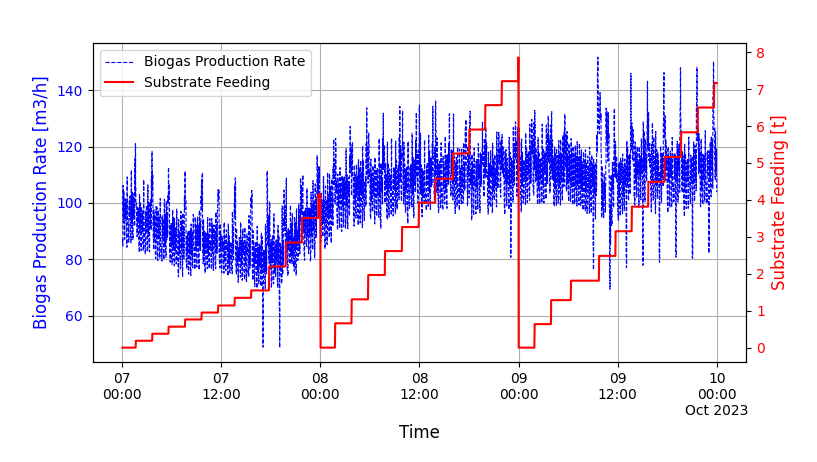 Biogas Production Rate
Substrate Feeding
Biogas Production Rate [m3/h]
140
120
100
80
60
8
7
6
5
4
3
2
1
0
Substrate Feeding [t]
07 07 08 08 09 09 10
00:00 12:00 00:00 12:00 00:00 12:00 00:00
Oct 2023
Time